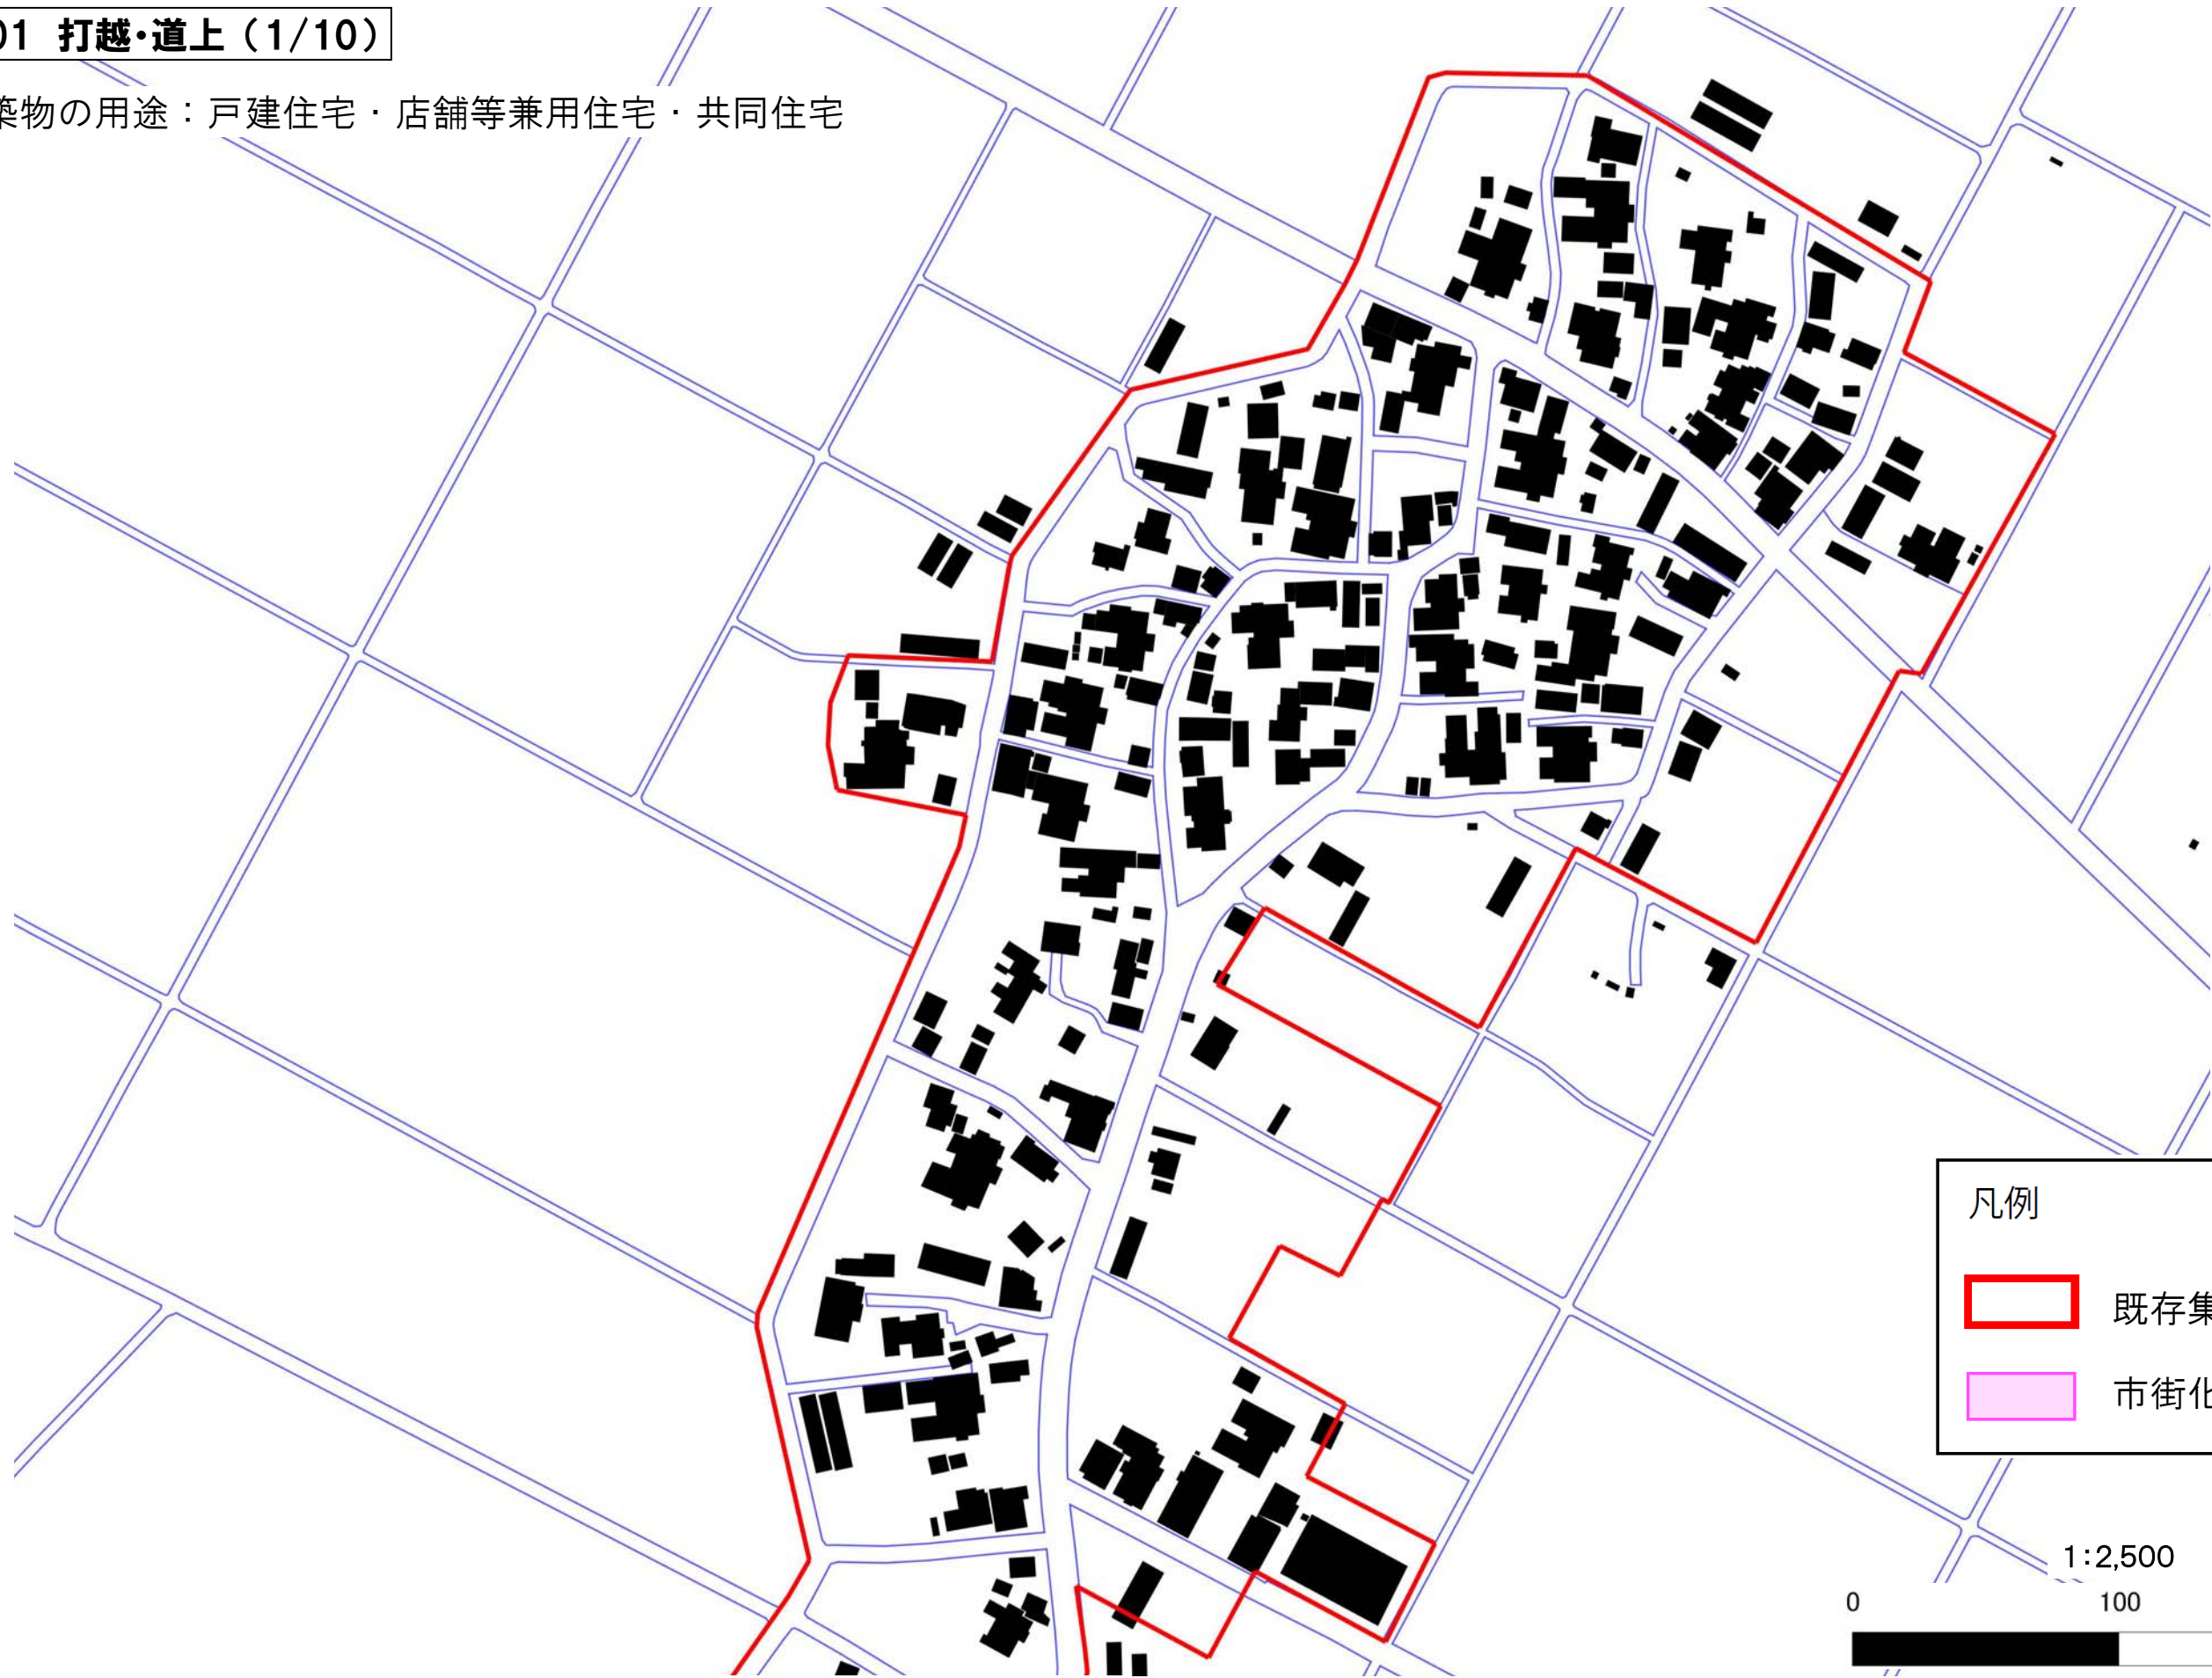 01 打越・道上（1/10）
築物の用途：戸建住宅・店舗等兼用住宅・共同住宅
凡例
既存集
市街化
1:2,500
0 100